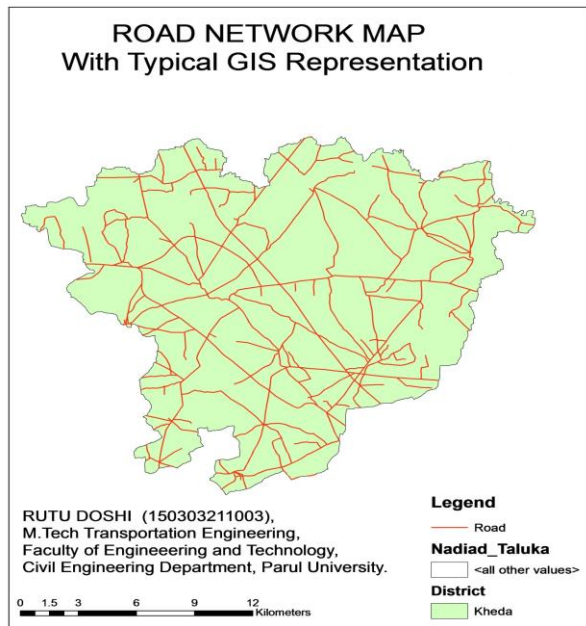 ROAD NETWORK MAP
With Typical GIS Representation
RUTU DOSHI (150303211003),
M.Tech Transportation Engineering,
Faculty of Engineeering and Technology,
Civil Engineering Department, Parul University.
0 1.5 3 6 9 12
Kilometers
Legend
Road
Nadiad_Taluka
<all other values>
District
Kheda